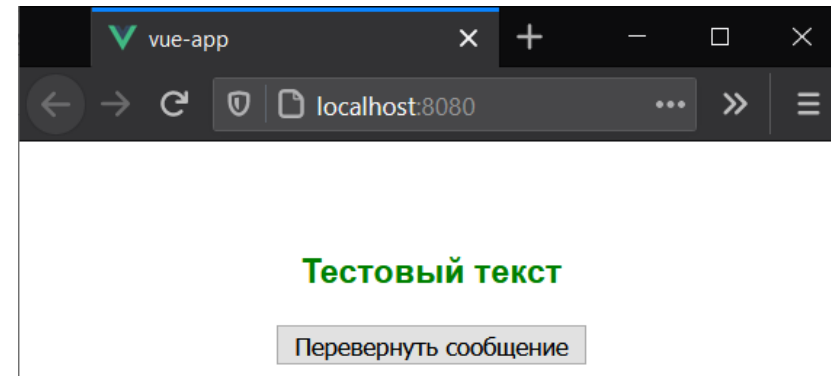 vue-app
localhost:8080
Тестовый текст
Перевернуть сообщение